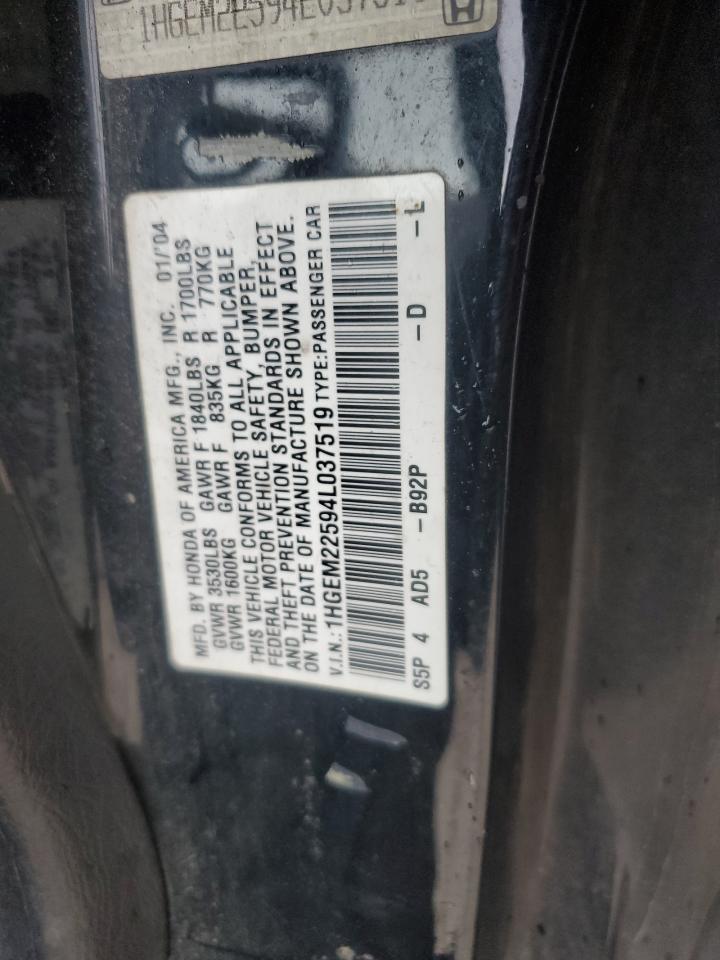 MFD. BY HONDA OF AMERICA MFG., INC. 01/'04
GVWR 3530LBS GAWR F 1840LBS R 1700LBS
GVWR 1600KG GAWR F 835KG R 770KG
THIS VEHICLE CONFORMS TO ALL APPLICABLE
FEDERAL MOTOR VEHICLE SAFETY, BUMPER,
AND THEFT PREVENTION STANDARDS IN EFFECT
ON THE DATE OF MANUFACTURE SHOWN ABOVE.
V.I.N.:1HGEM22594L037519 TYPE:PASSENGER CAR
S5P 4 AD5 -B92P -D -L